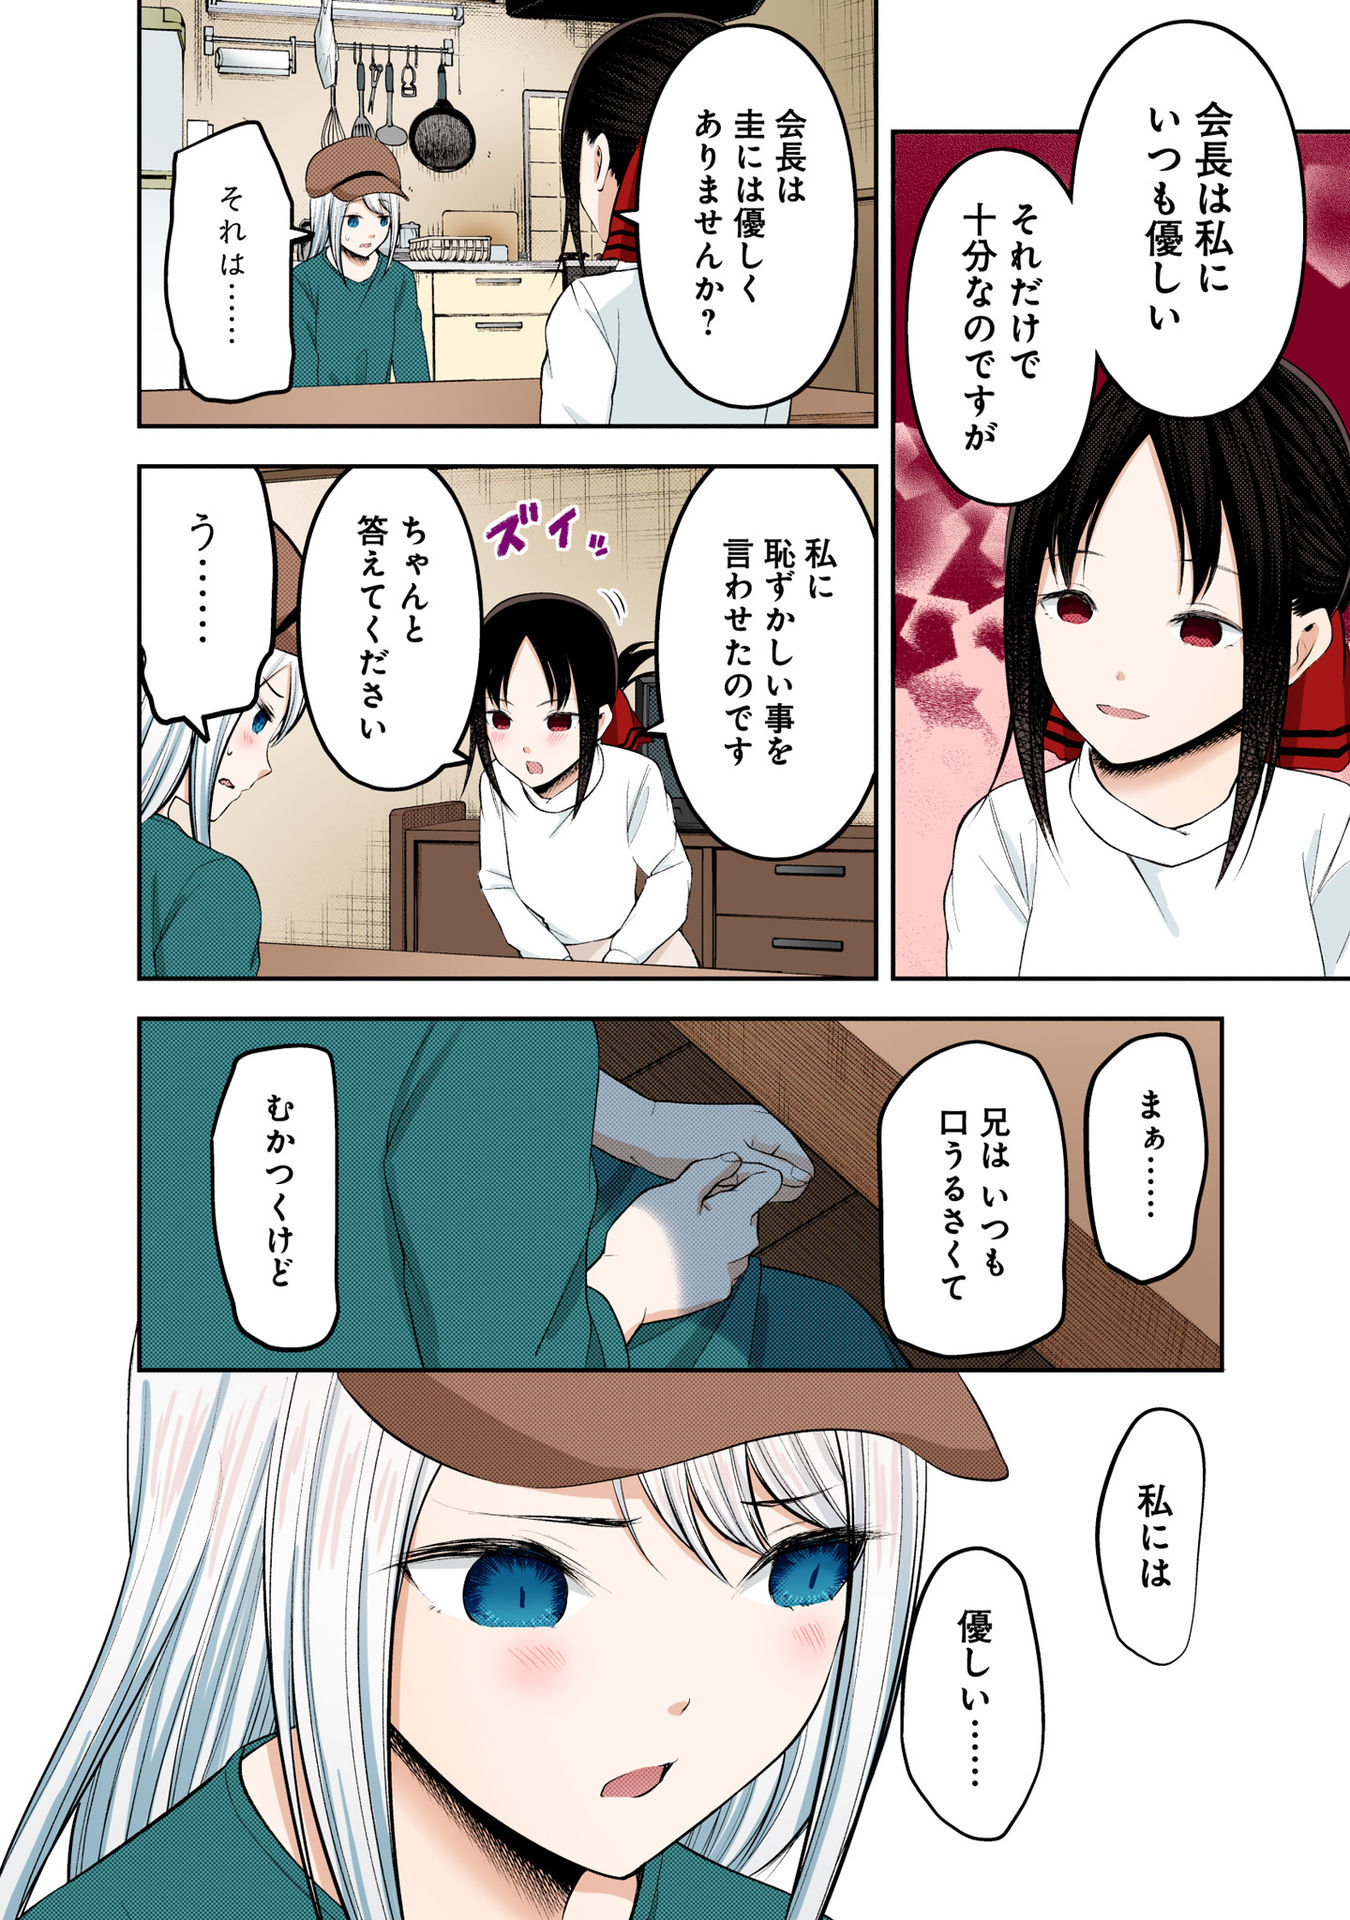 会長は私に
いつも優しい
それだけで
十分なのですが
会長は
圭には優しく
ありませんか？
それは……
私に
恥ずかしい事を
言わせたのです
ズイッ
ちゃんと
答えてください
う……
まぁ……
兄はいつも
口うるさくて
むかつくけど
私には
優しい……